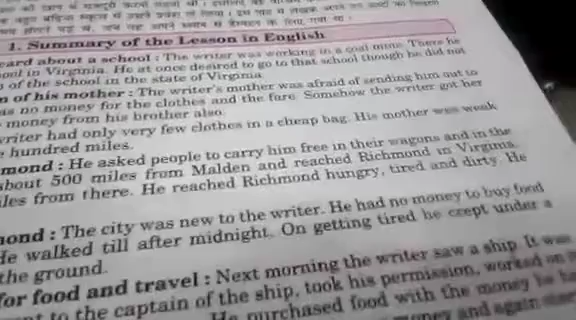 1. Summary of the Lesson in English
eard about a school : The writer was working in a coal mine. There he
ool in Virginia. He at once desired to go to that school though he did not
of the school in the state of Virginia.
n of his mother : The writer's mother was afraid of sending him out to
as no money for the clothes and the fare. Somehow the writer got her
money from his brother also.
writer had only very few clothes in a cheap bag. His mother was weak
e hundred miles.
mond : He asked people to carry him free in their wagons and in the
about 500 miles from Malden and reached Richmond in Virginia.
les from there. He reached Richmond hungry, tired and dirty. He
mond : The city was new to the writer. He had no money to buy food
He walked till after midnight. On getting tired he crept under a
the ground.
for food and travel : Next morning the writer saw a ship. It was
nt to the captain of the ship, took his permission, worked on
He purchased food with the money he
money and again